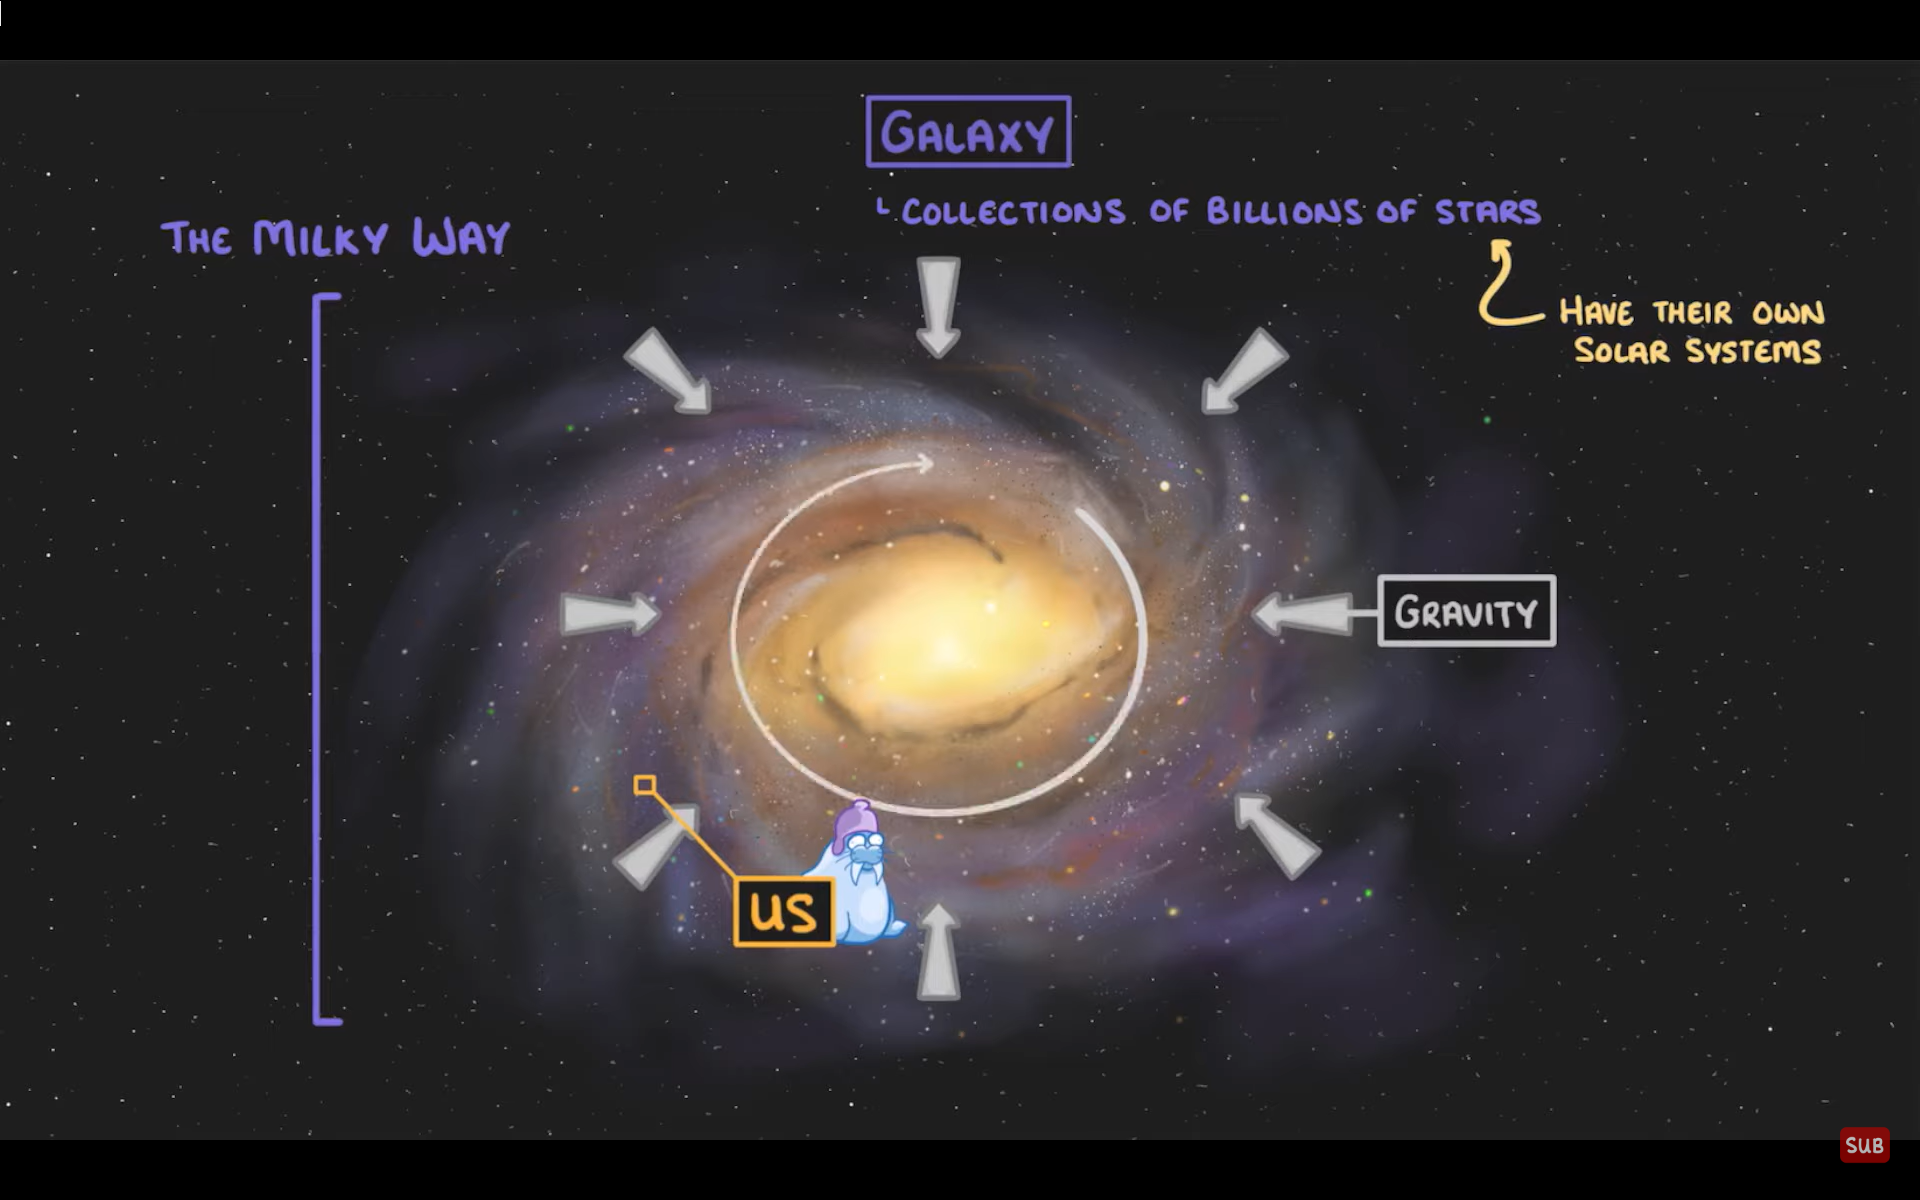 GALAXY
COLLECTIONS OF BILLIONS OF STARS
THE MILKY WAY
HAVE THEIR OWN
SOLAR SYSTEMS
GRAVITY
US
SUB